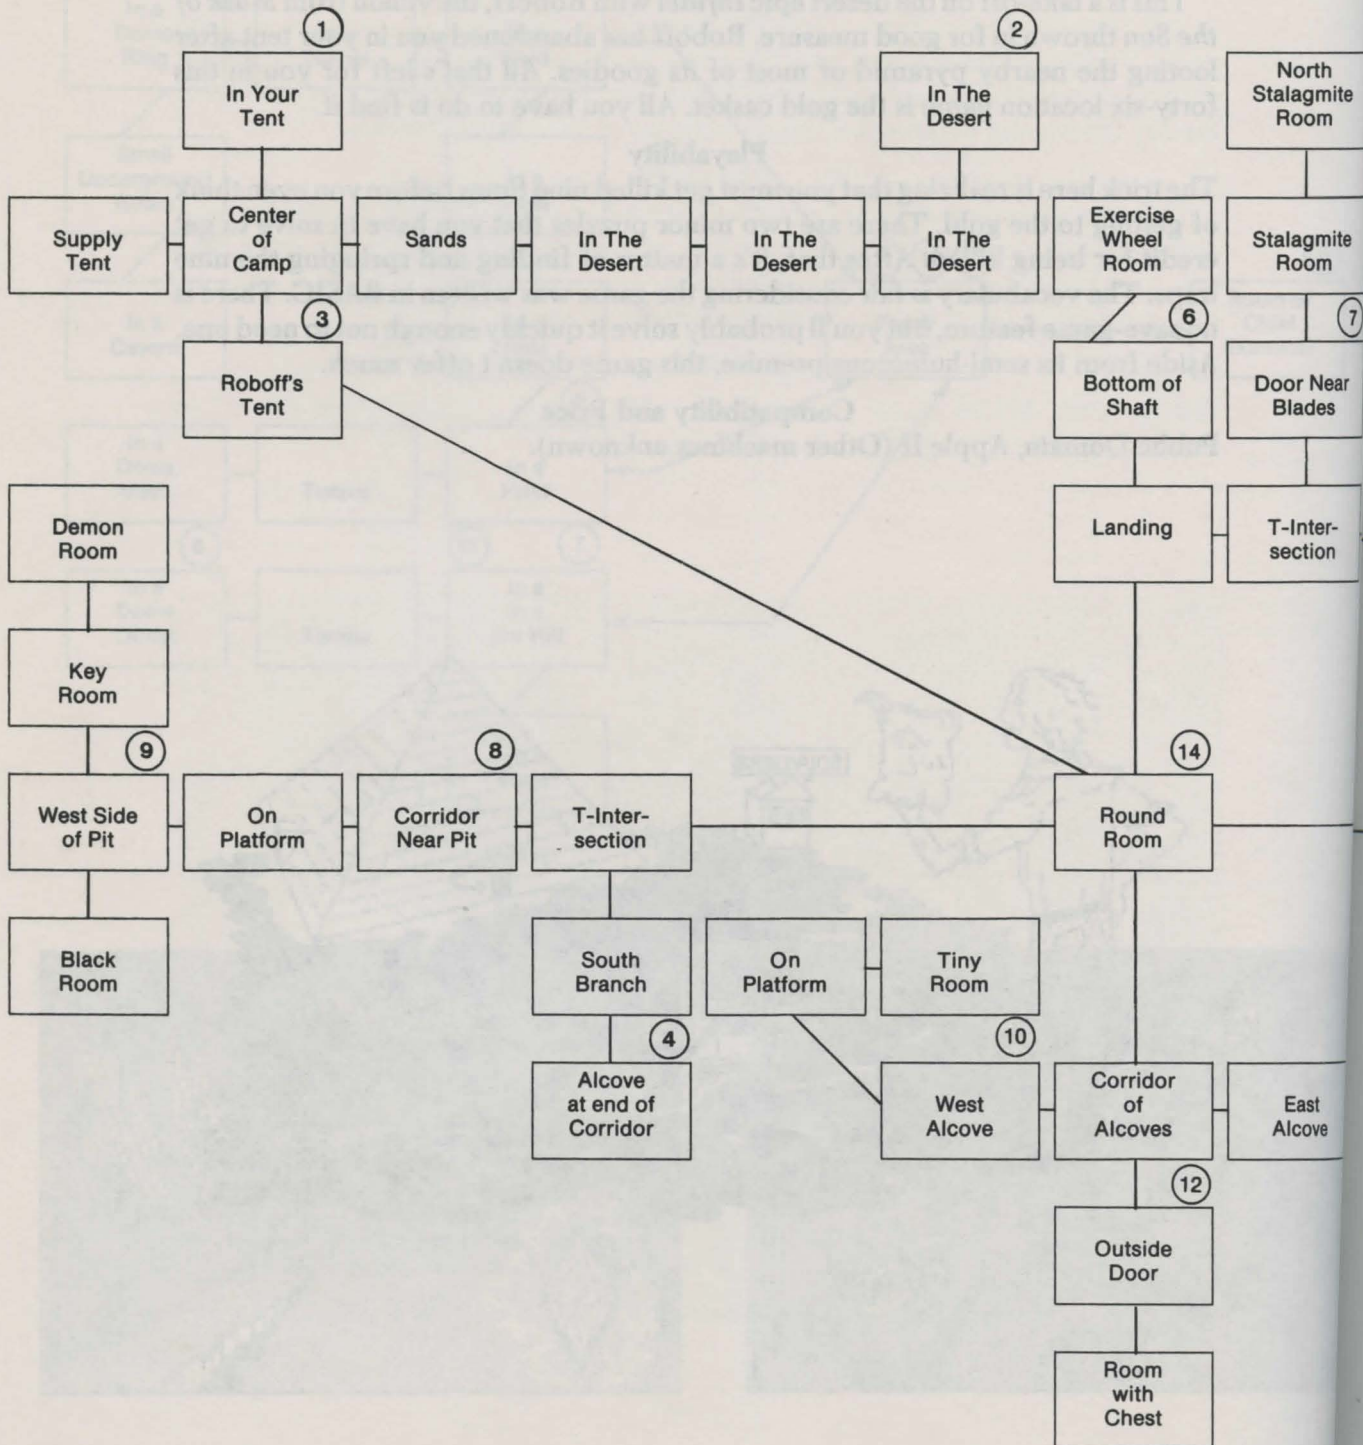 1
2
In Your
Tent
In The
Desert
North
Stalagmite
Room
Supply
Tent
Center
of
Camp
Sands
In The
Desert
In The
Desert
In The
Desert
Exercise
Wheel
Room
Stalagmite
Room
3
6
7
Roboff's
Tent
Bottom of
Shaft
Door Near
Blades
Demon
Room
Landing
T-Inter-
section
Key
Room
9
8
14
West Side
of Pit
On
Platform
Corridor
Near Pit
T-Inter-
section
Round
Room
Black
Room
South
Branch
On
Platform
Tiny
Room
4
10
Alcove
at end of
Corridor
West
Alcove
Corridor
of
Alcoves
East
Alcove
12
Outside
Door
Room
with
Chest